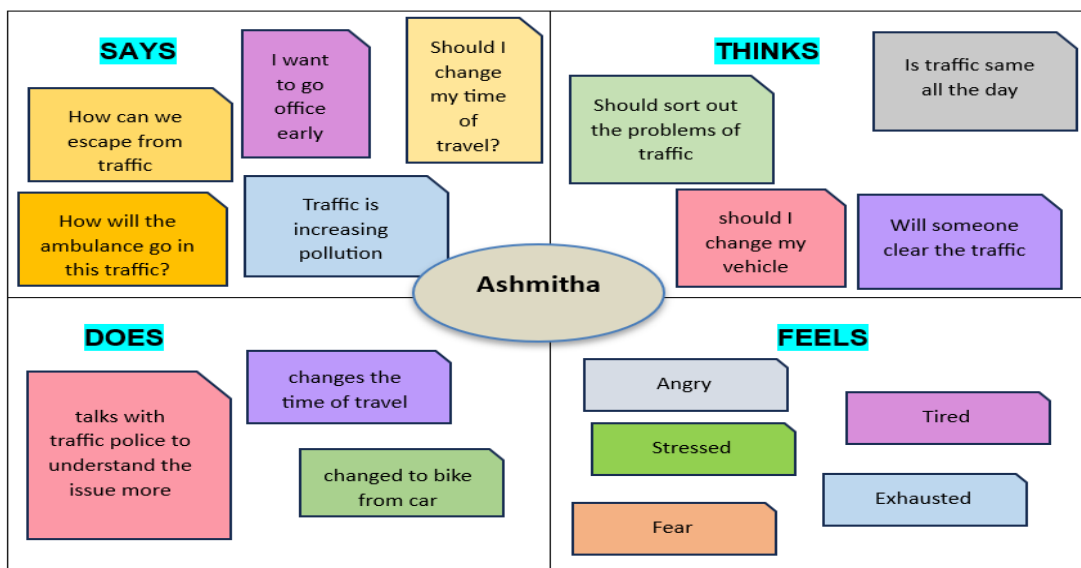 SAYS
How can we
escape from
traffic
I want
to go
office
early
Should I
change
my time
of
travel?
How will the
ambulance go in
this traffic?
Traffic is
increasing
pollution
THINKS
Should sort out
the problems of
traffic
Is traffic same
all the day
should I
change my
vehicle
Will someone
clear the traffic
Ashmitha
DOES
talks with
traffic police to
understand the
issue more
changes the
time of travel
changed to bike
from car
FEELS
Angry
Stressed
Fear
Tired
Exhausted